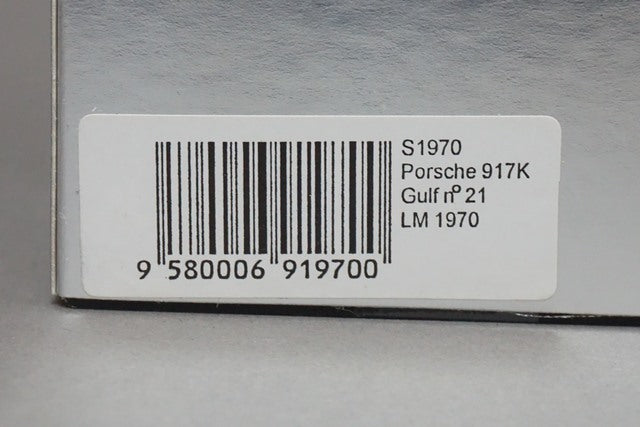 S1970
Porsche 917K
Gulf nº 21
LM 1970
9 580006 919700